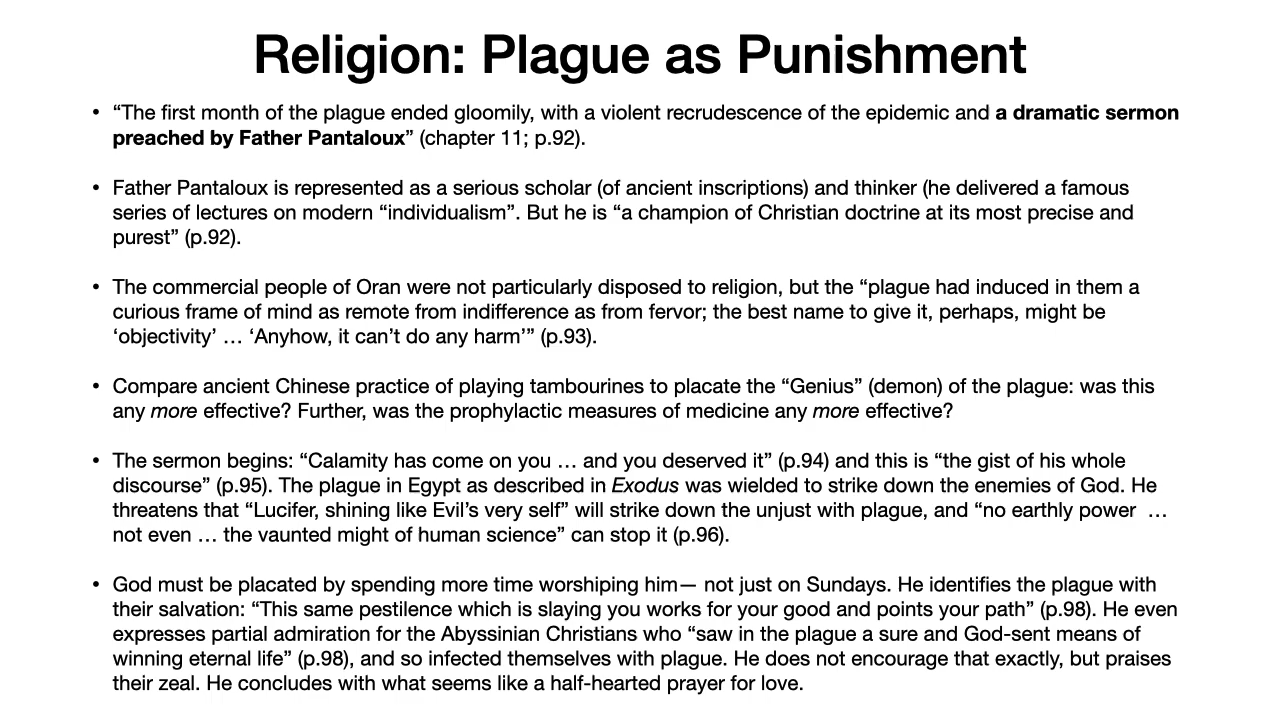 Religion: Plague as Punishment
• “The first month of the plague ended gloomily, with a violent recrudescence of the epidemic and a dramatic sermon
preached by Father Pantaloux” (chapter 11; p.92).
• Father Pantaloux is represented as a serious scholar (of ancient inscriptions) and thinker (he delivered a famous
series of lectures on modern “individualism”. But he is “a champion of Christian doctrine at its most precise and
purest” (p.92).
• The commercial people of Oran were not particularly disposed to religion, but the “plague had induced in them a
curious frame of mind as remote from indifference as from fervor; the best name to give it, perhaps, might be
‘objectivity’ … ‘Anyhow, it can’t do any harm’” (p.93).
• Compare ancient Chinese practice of playing tambourines to placate the “Genius” (demon) of the plague: was this
any more effective? Further, was the prophylactic measures of medicine any more effective?
• The sermon begins: “Calamity has come on you … and you deserved it” (p.94) and this is “the gist of his whole
discourse” (p.95). The plague in Egypt as described in Exodus was wielded to strike down the enemies of God. He
threatens that “Lucifer, shining like Evil’s very self” will strike down the unjust with plague, and “no earthly power …
not even … the vaunted might of human science” can stop it (p.96).
• God must be placated by spending more time worshiping him— not just on Sundays. He identifies the plague with
their salvation: “This same pestilence which is slaying you works for your good and points your path” (p.98). He even
expresses partial admiration for the Abyssinian Christians who “saw in the plague a sure and God-sent means of
winning eternal life” (p.98), and so infected themselves with plague. He does not encourage that exactly, but praises
their zeal. He concludes with what seems like a half-hearted prayer for love.